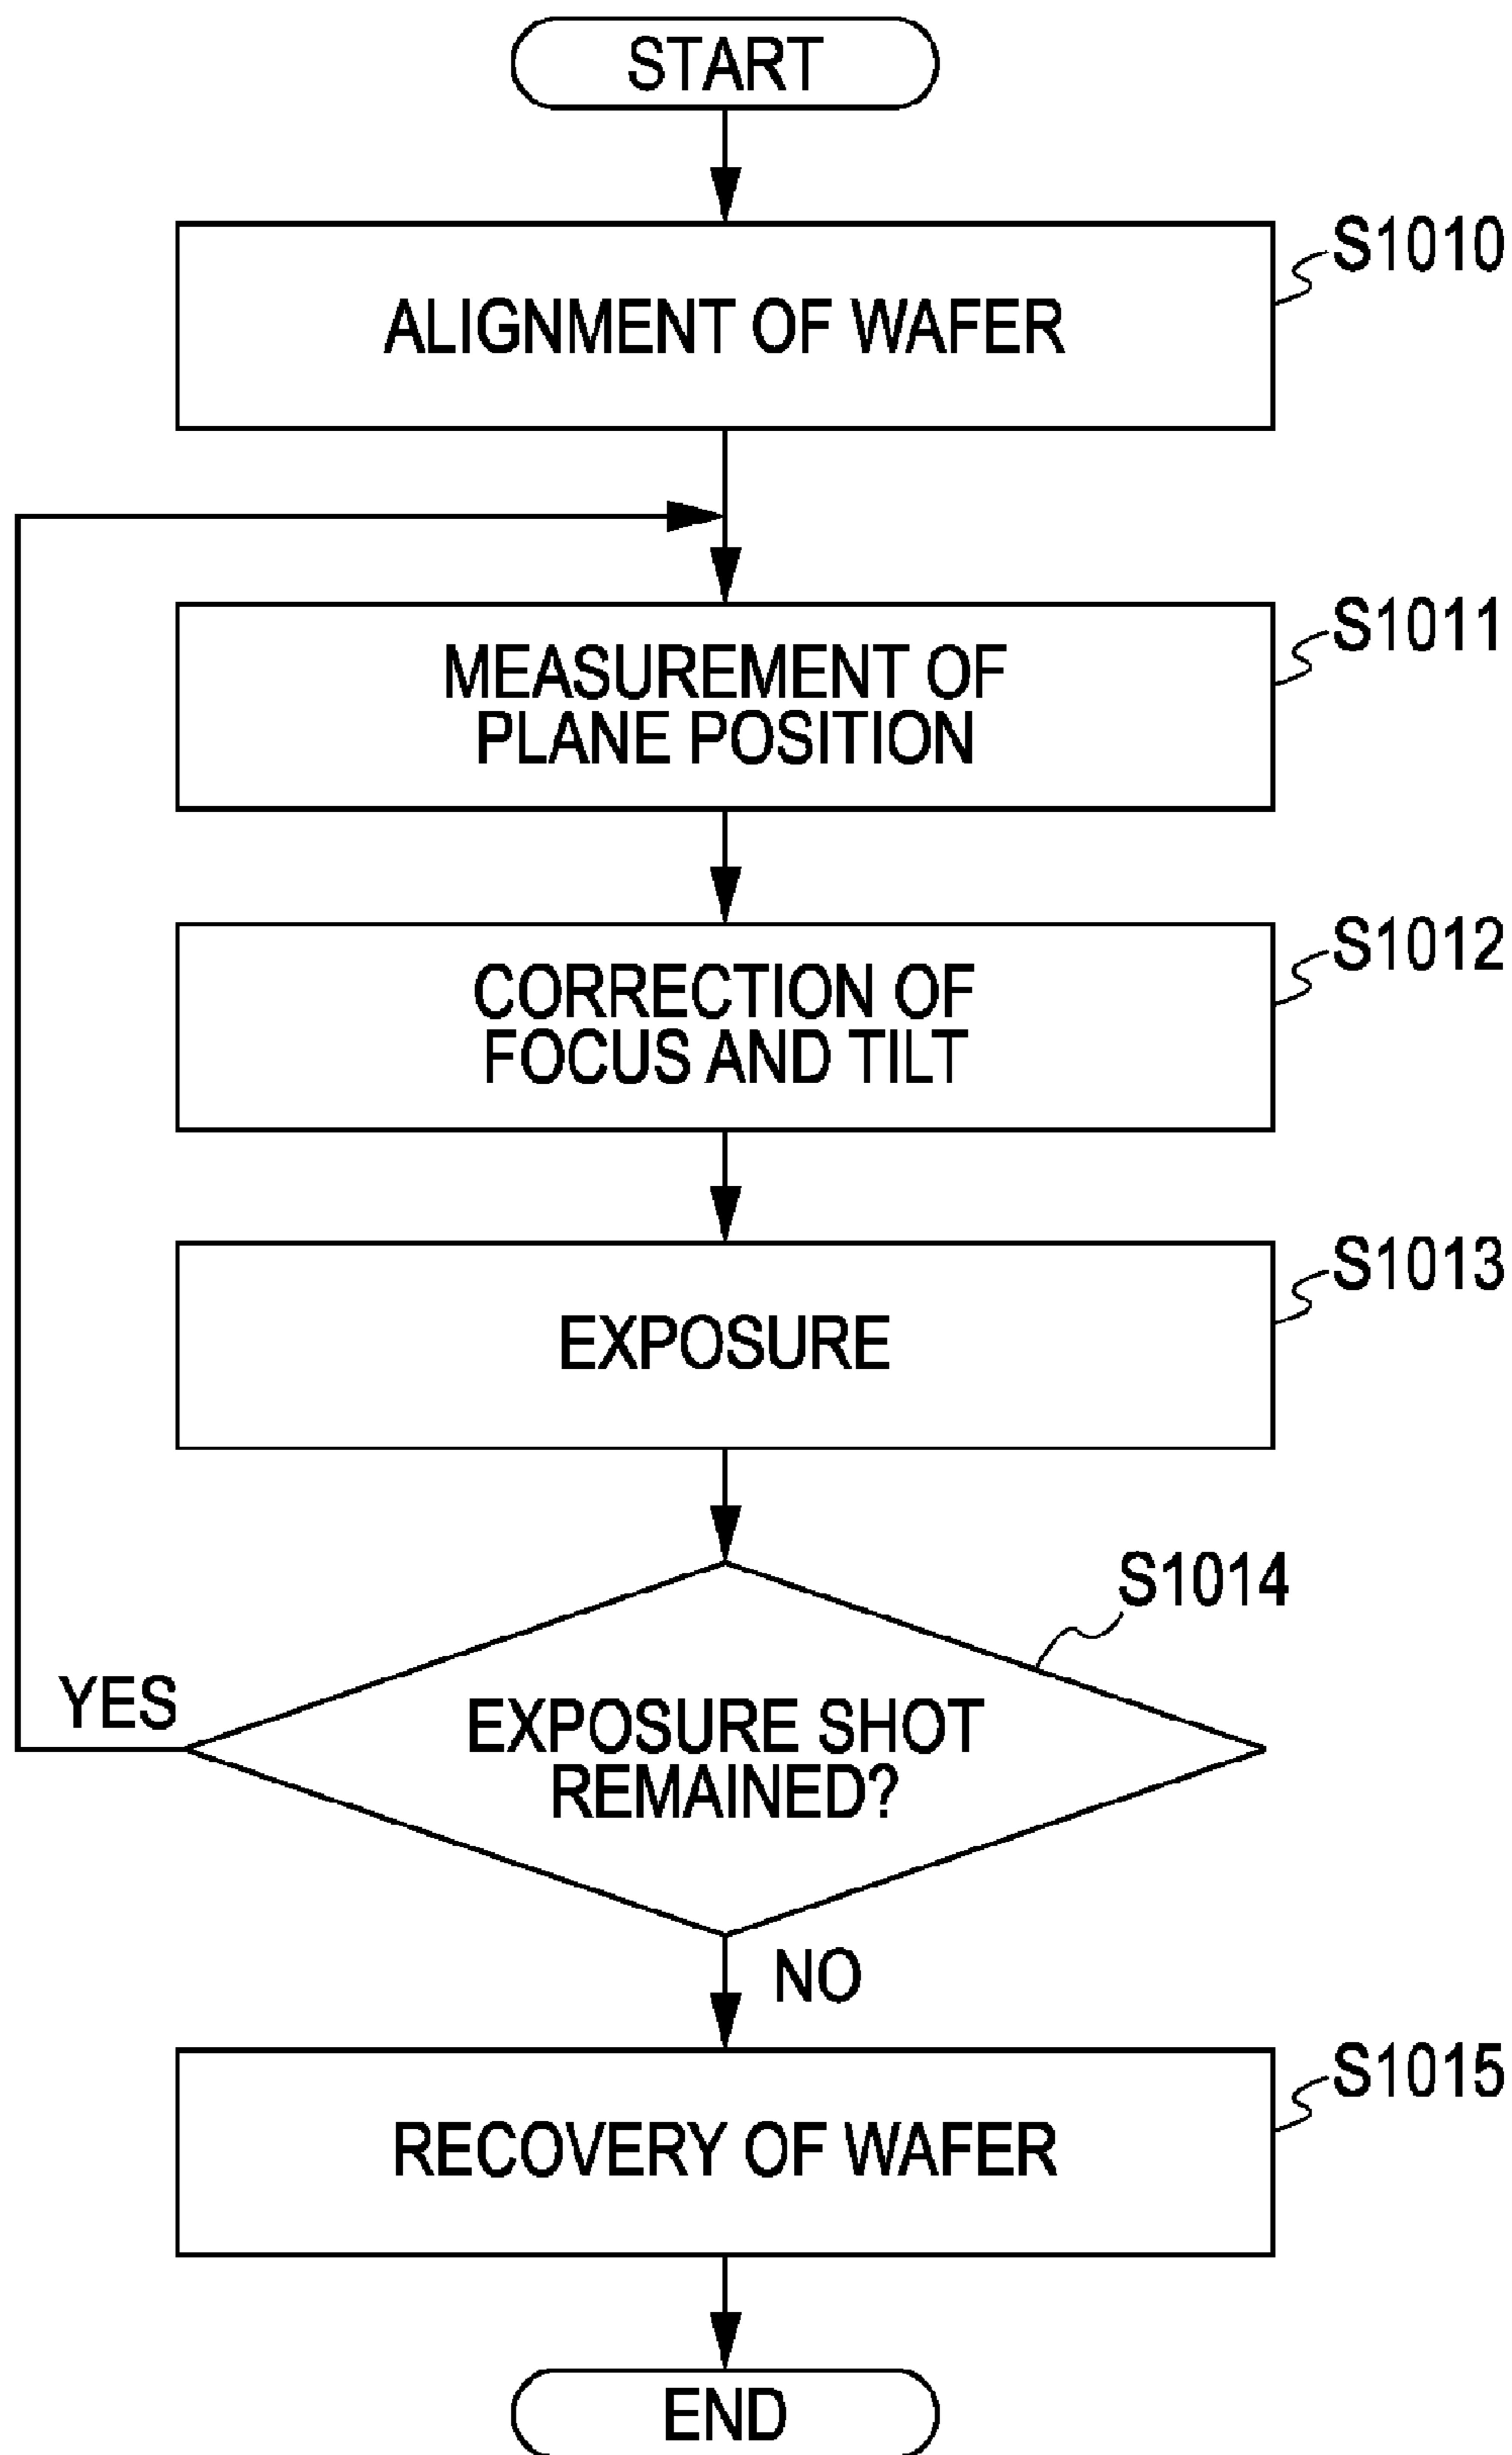 START
S1010
ALIGNMENT OF WAFER
S1011
MEASUREMENT OF
PLANE POSITION
S1012
CORRECTION OF
FOCUS AND TILT
S1013
EXPOSURE
S1014
YES
EXPOSURE SHOT
REMAINED?
NO
S1015
RECOVERY OF WAFER
END